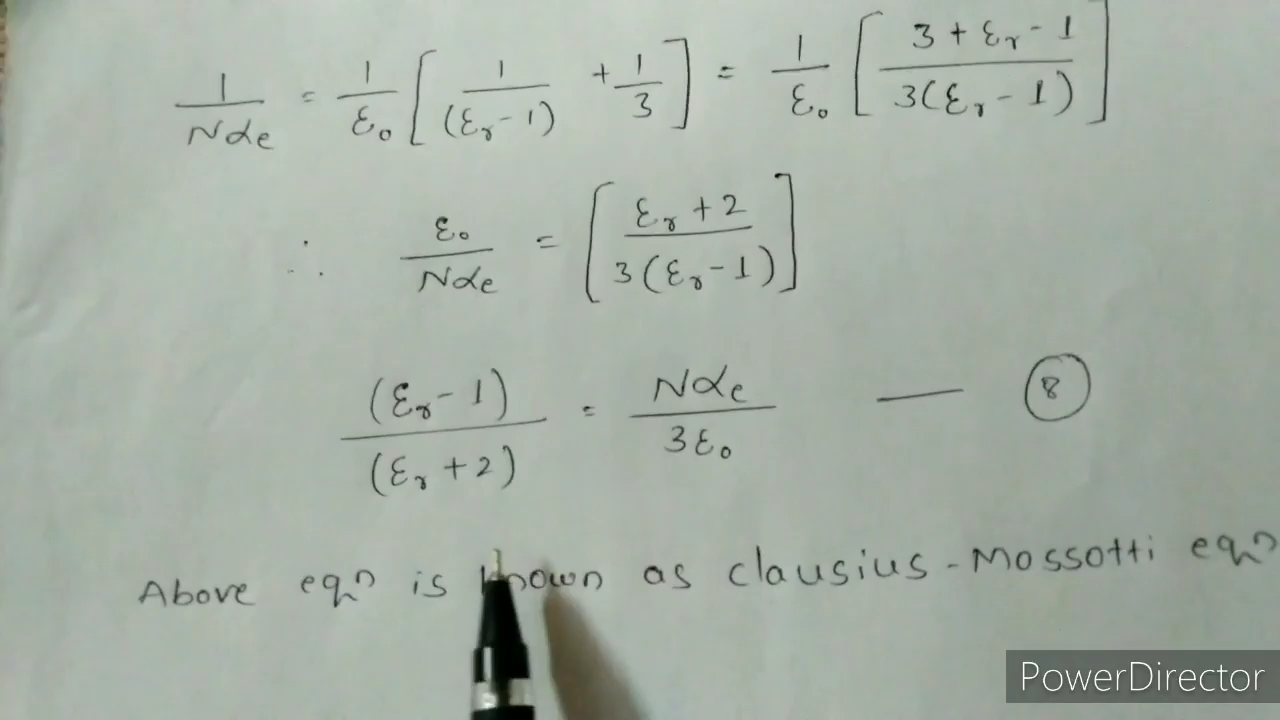 1/Nαe = 1/ε₀ [ 1/(εr - 1) + 1/3 ] = 1/ε₀ [ (3 + εr - 1)/3(εr - 1) ]
∴ ε₀/Nαe = [ (εr + 2)/3(εr - 1) ]
(εr - 1)/(εr + 2) = Nαe/3ε₀ — (8)
Above eqn is known as clausius - Mossotti eqn
PowerDirector